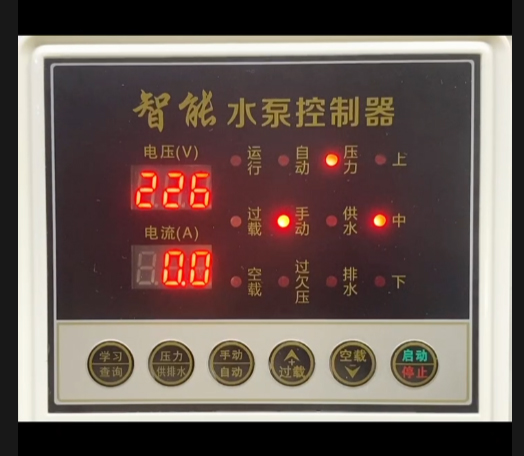 智能水泵控制器
电压(V)
226
电流(A)
0.0
运行 自动 压力 上
过载 手动 供水 中
空载 过欠压 排水 下
学习 压力 手动 过载 空载 启动
查询 供排水 自动 停止